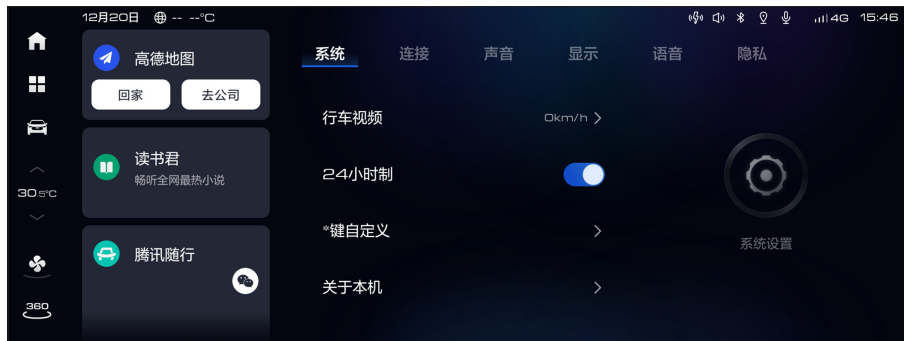 12月20日 -- --°C
4G 15:46
高德地图
回家 去公司
读书君
畅听全网最热小说
腾讯随行
30.5°C
360
系统 连接 声音 显示 语音 隐私
行车视频 0km/h
24小时制
*键自定义
关于本机
系统设置